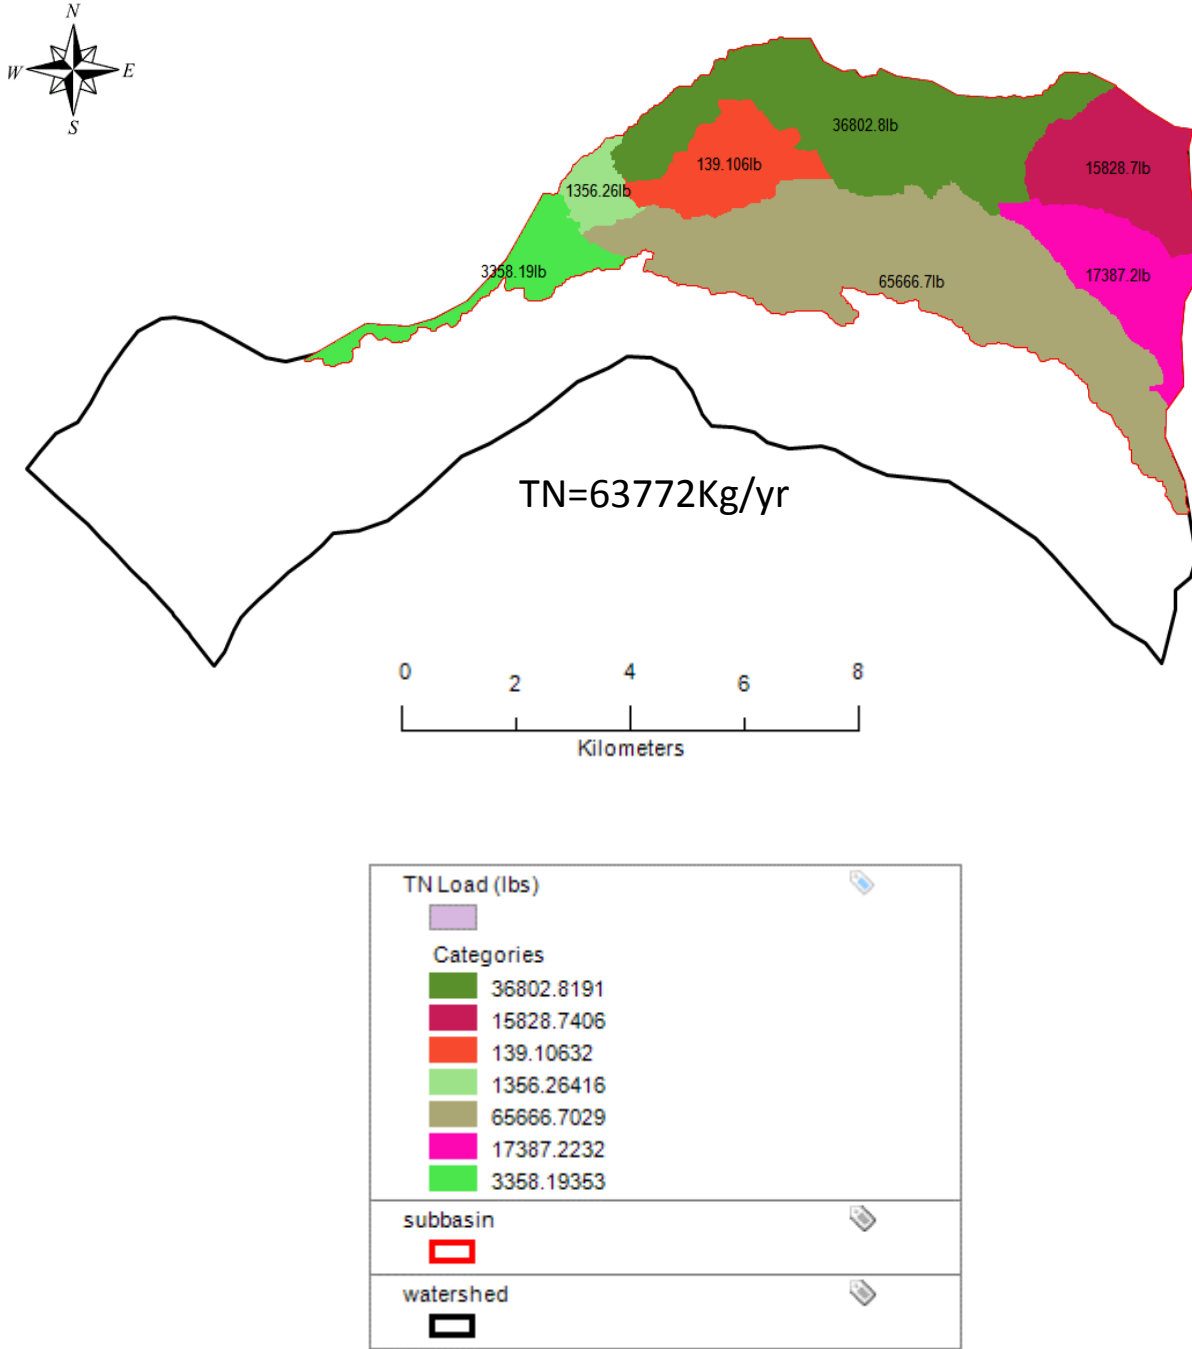 N
W E
S
36802.8lb
139.106lb
15828.7lb
1356.26lb
3358.19lb
65666.7lb
17387.2lb
TN=63772Kg/yr
0 2 4 6 8
Kilometers
TN Load (lbs)
Categories
36802.8191
15828.7406
139.10632
1356.26416
65666.7029
17387.2232
3358.19353
subbasin
watershed